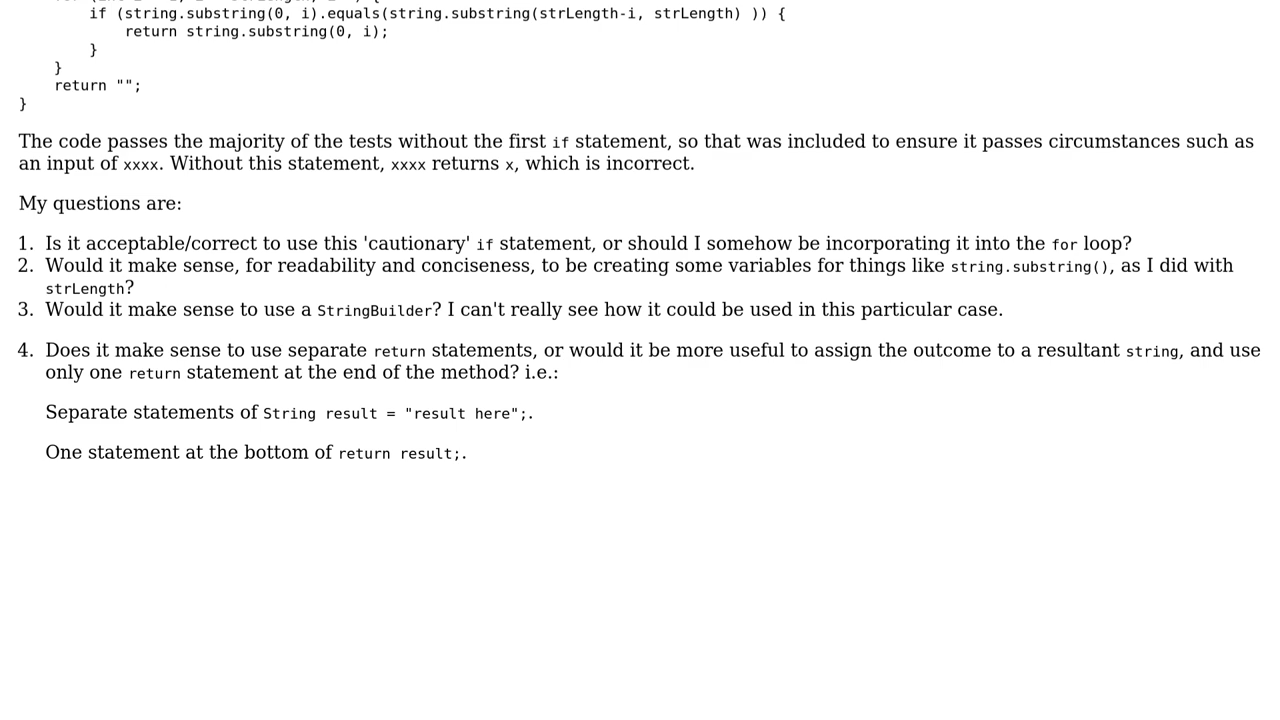 if (string.substring(0, i).equals(string.substring(strLength-i, strLength) )) {
return string.substring(0, i);
}
}
return "";
}
The code passes the majority of the tests without the first if statement, so that was included to ensure it passes circumstances such as
an input of xxxx. Without this statement, xxxx returns x, which is incorrect.
My questions are:
1. Is it acceptable/correct to use this 'cautionary' if statement, or should I somehow be incorporating it into the for loop?
2. Would it make sense, for readability and conciseness, to be creating some variables for things like string.substring(), as I did with
strLength?
3. Would it make sense to use a StringBuilder? I can't really see how it could be used in this particular case.
4. Does it make sense to use separate return statements, or would it be more useful to assign the outcome to a resultant string, and use
only one return statement at the end of the method? i.e.:
Separate statements of String result = "result here";.
One statement at the bottom of return result;.